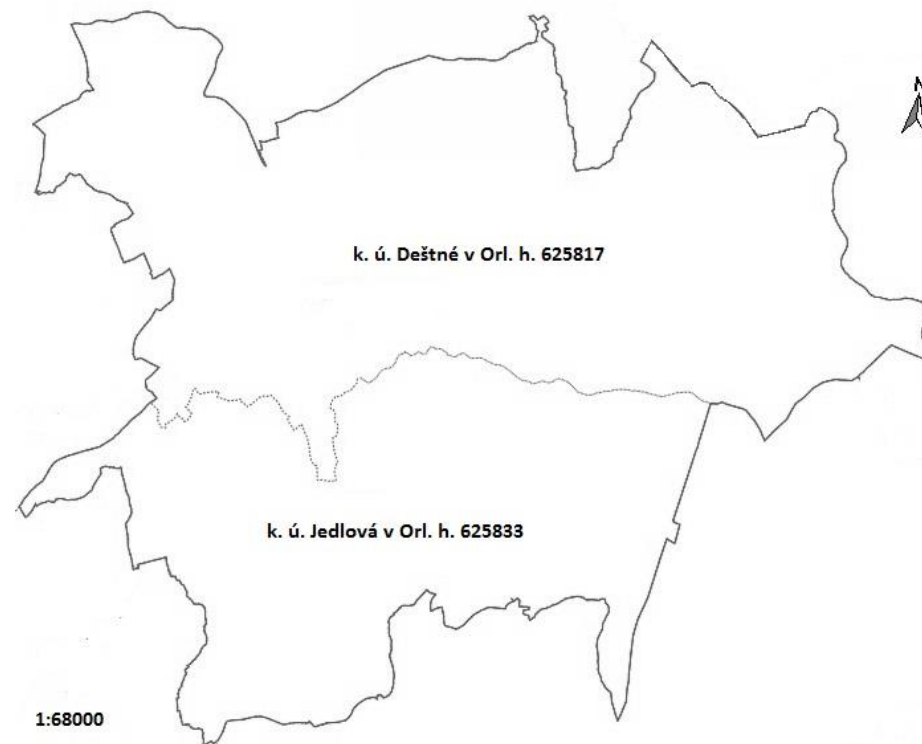 N
k. ú. Deštné v Orl. h. 625817
k. ú. Jedlová v Orl. h. 625833
1:68000